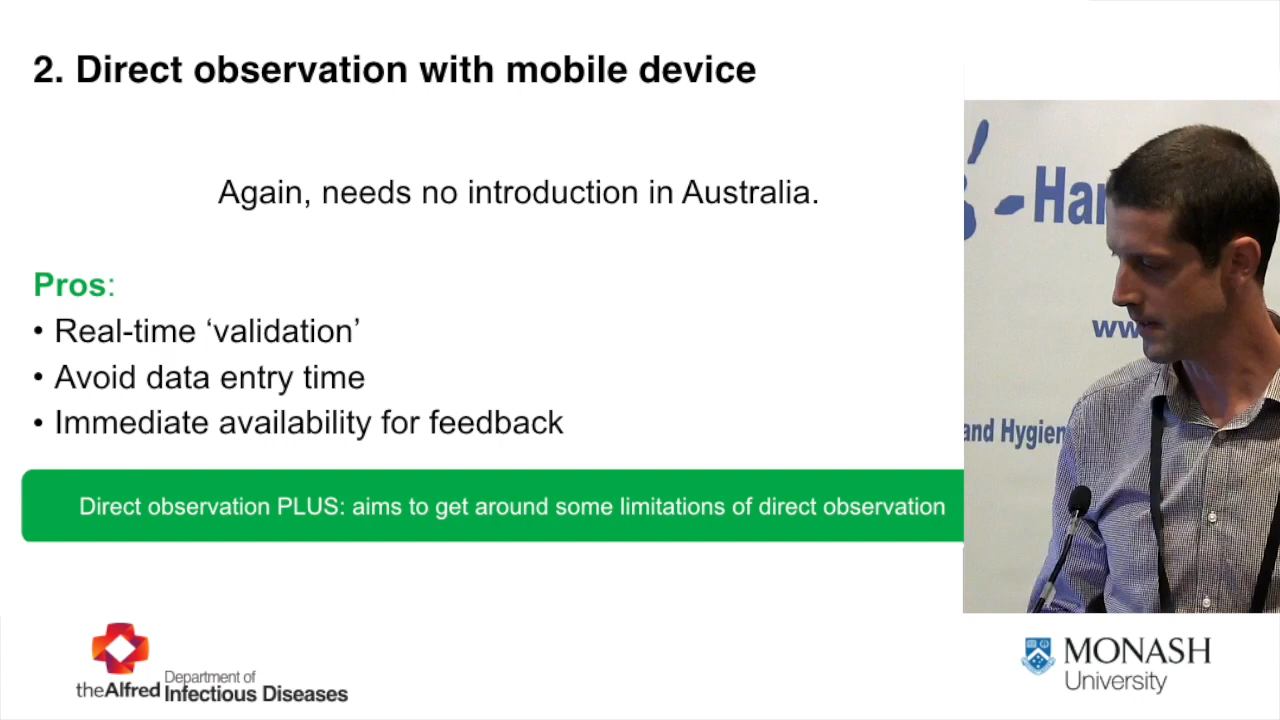 2. Direct observation with mobile device
Again, needs no introduction in Australia.
Pros:
• Real-time ‘validation’
• Avoid data entry time
• Immediate availability for feedback
Direct observation PLUS: aims to get around some limitations of direct observation
-Han
ww
and Hygien
theAlfred
Department of
Infectious Diseases
MONASH
University